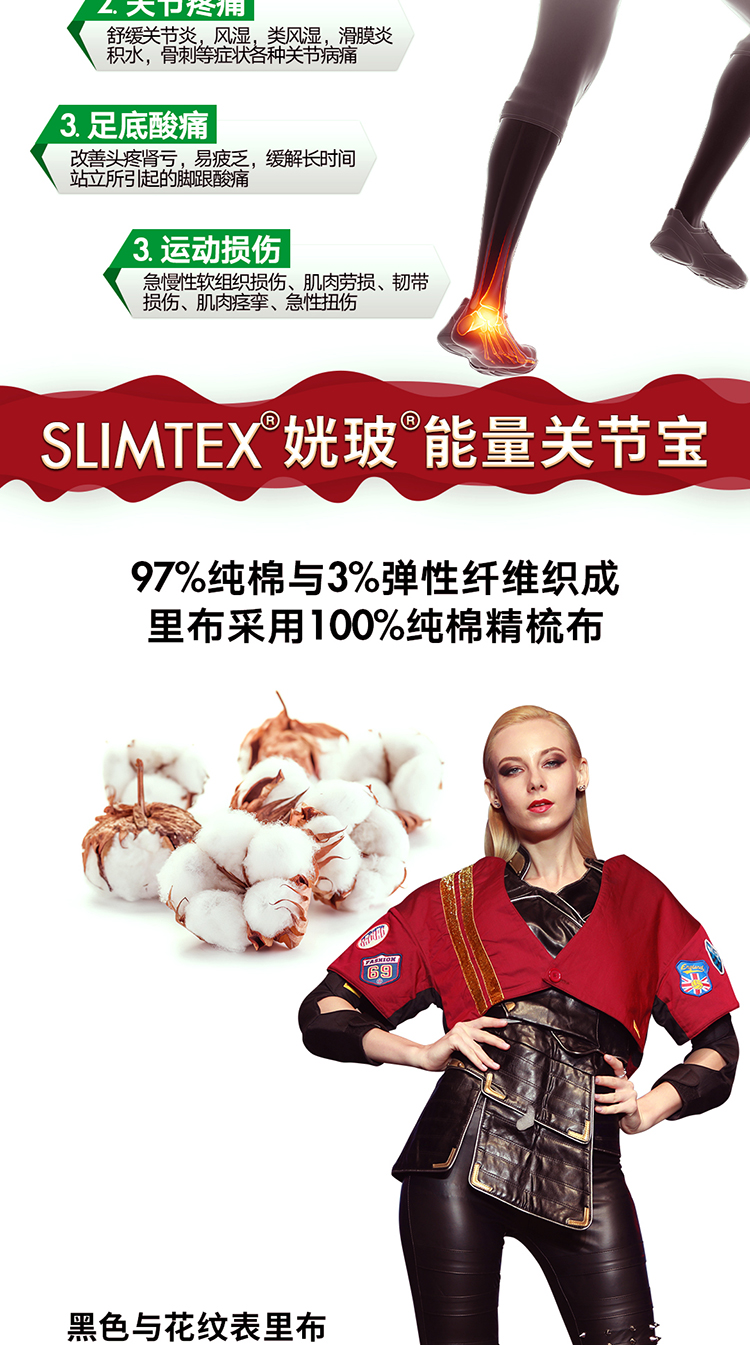 2. 关节疼痛
舒缓关节炎，风湿，类风湿，滑膜炎
积水，骨刺等症状各种关节病痛
3. 足底酸痛
改善头疼肾亏，易疲乏，缓解长时间
站立所引起的脚跟酸痛
3. 运动损伤
急慢性软组织损伤、肌肉劳损、韧带
损伤、肌肉痉挛、急性扭伤
SLIMTEX®姯玻®能量关节宝
97%纯棉与3%弹性纤维织成
里布采用100%纯棉精梳布
FASHION
69
黑色与花纹表里布